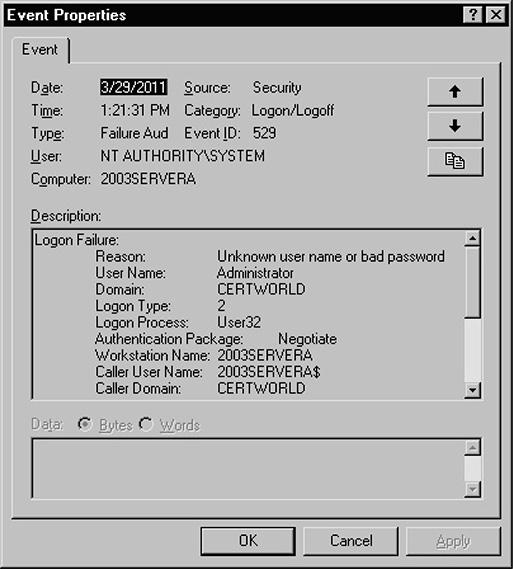 Event Properties
Event
Date: 3/29/2011 Source: Security
Time: 1:21:31 PM Category: Logon/Logoff
Type: Failure Aud Event ID: 529
User: NT AUTHORITY\SYSTEM
Computer: 2003SERVERA
Description:
Logon Failure:
Reason: Unknown user name or bad password
User Name: Administrator
Domain: CERTWORLD
Logon Type: 2
Logon Process: User32
Authentication Package: Negotiate
Workstation Name: 2003SERVERA
Caller User Name: 2003SERVERA$
Caller Domain: CERTWORLD
Data: Bytes Words
OK Cancel Apply